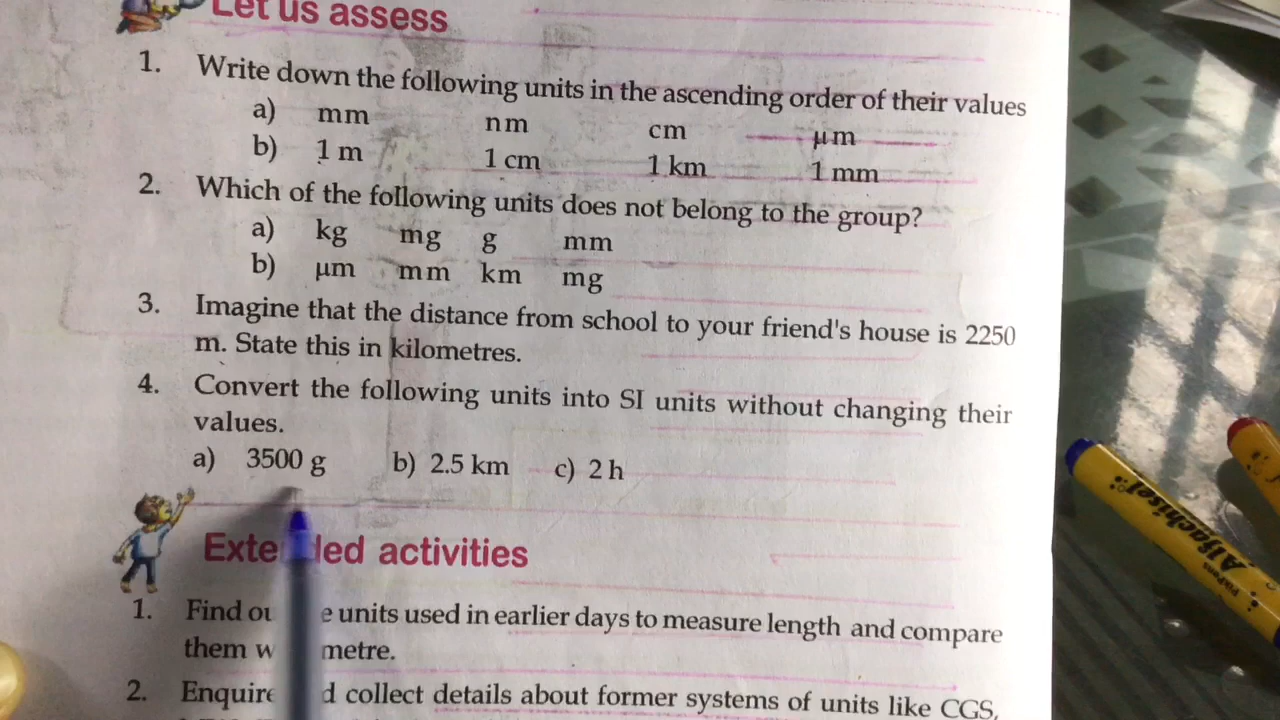 Let us assess
1. Write down the following units in the ascending order of their values
a) mm nm cm µm
b) 1 m 1 cm 1 km 1 mm
2. Which of the following units does not belong to the group?
a) kg mg g mm
b) µm mm km mg
3. Imagine that the distance from school to your friend's house is 2250
m. State this in kilometres.
4. Convert the following units into SI units without changing their
values.
a) 3500 g b) 2.5 km c) 2 h
Extended activities
1. Find ou e units used in earlier days to measure length and compare
them w metre.
2. Enquire d collect details about former systems of units like CGS,
Aljachisel